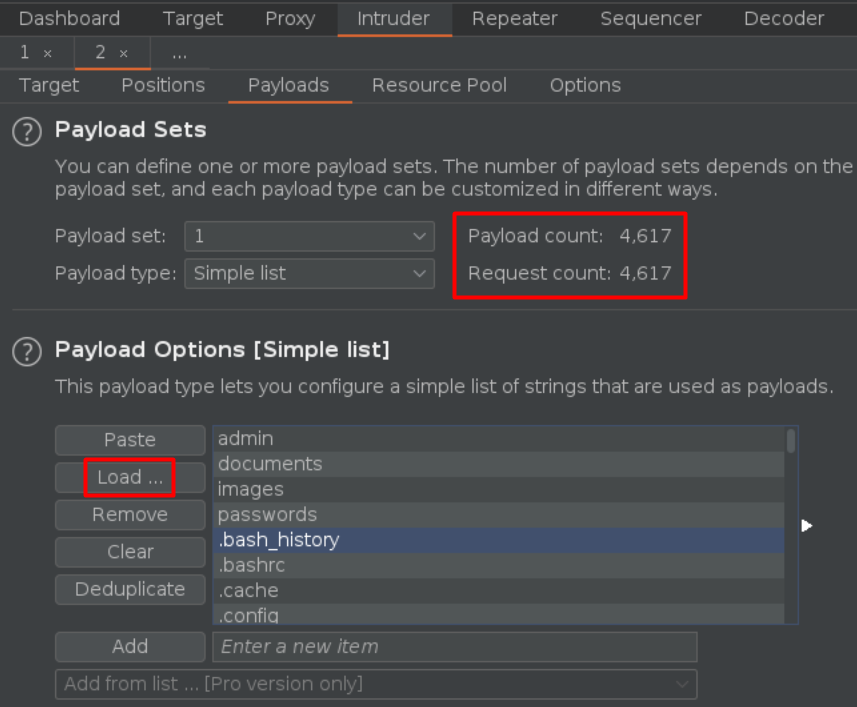 Dashboard Target Proxy Intruder Repeater Sequencer Decoder
1 × 2 × ...
Target Positions Payloads Resource Pool Options
? Payload Sets
You can define one or more payload sets. The number of payload sets depends on the
payload set, and each payload type can be customized in different ways.
Payload set: 1 Payload count: 4,617
Payload type: Simple list Request count: 4,617
? Payload Options [Simple list]
This payload type lets you configure a simple list of strings that are used as payloads.
Paste
Load ...
Remove
Clear
Deduplicate
admin
documents
images
passwords
.bash_history
.bashrc
.cache
.config
Add Enter a new item
Add from list ... [Pro version only]